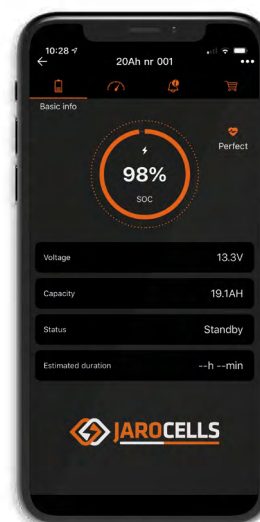 10:28
20Ah nr 001
Basic info
Perfect
98%
SOC
Voltage 13.3V
Capacity 19.1AH
Status Standby
Estimated duration --h --min
JAROCELLS